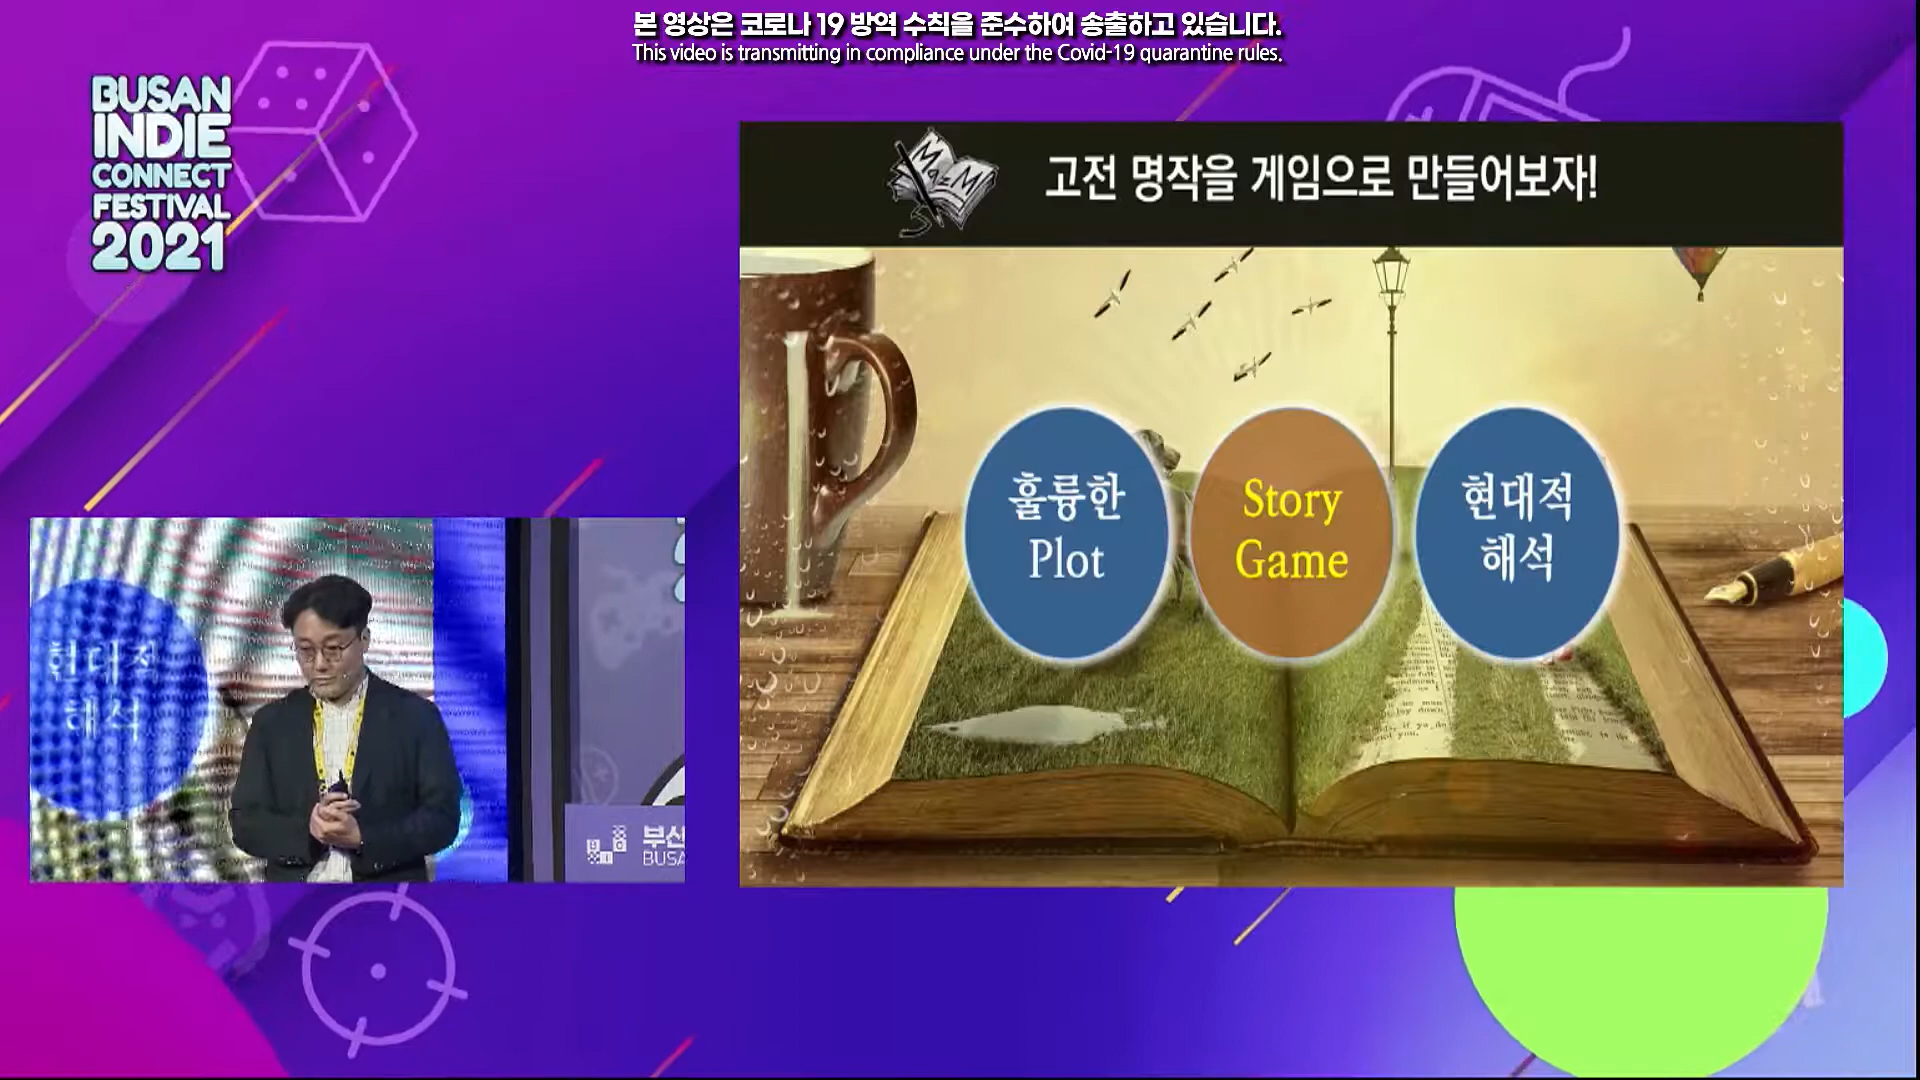 본 영상은 코로나 19 방역 수칙을 준수하여 송출하고 있습니다.
This video is transmitting in compliance under the Covid-19 quarantine rules.
BUSAN
INDIE
CONNECT
FESTIVAL
2021
MazM
고전 명작을 게임으로 만들어보자!
훌륭한
Plot
Story
Game
현대적
해석
현대적
해석
부산
BUSA